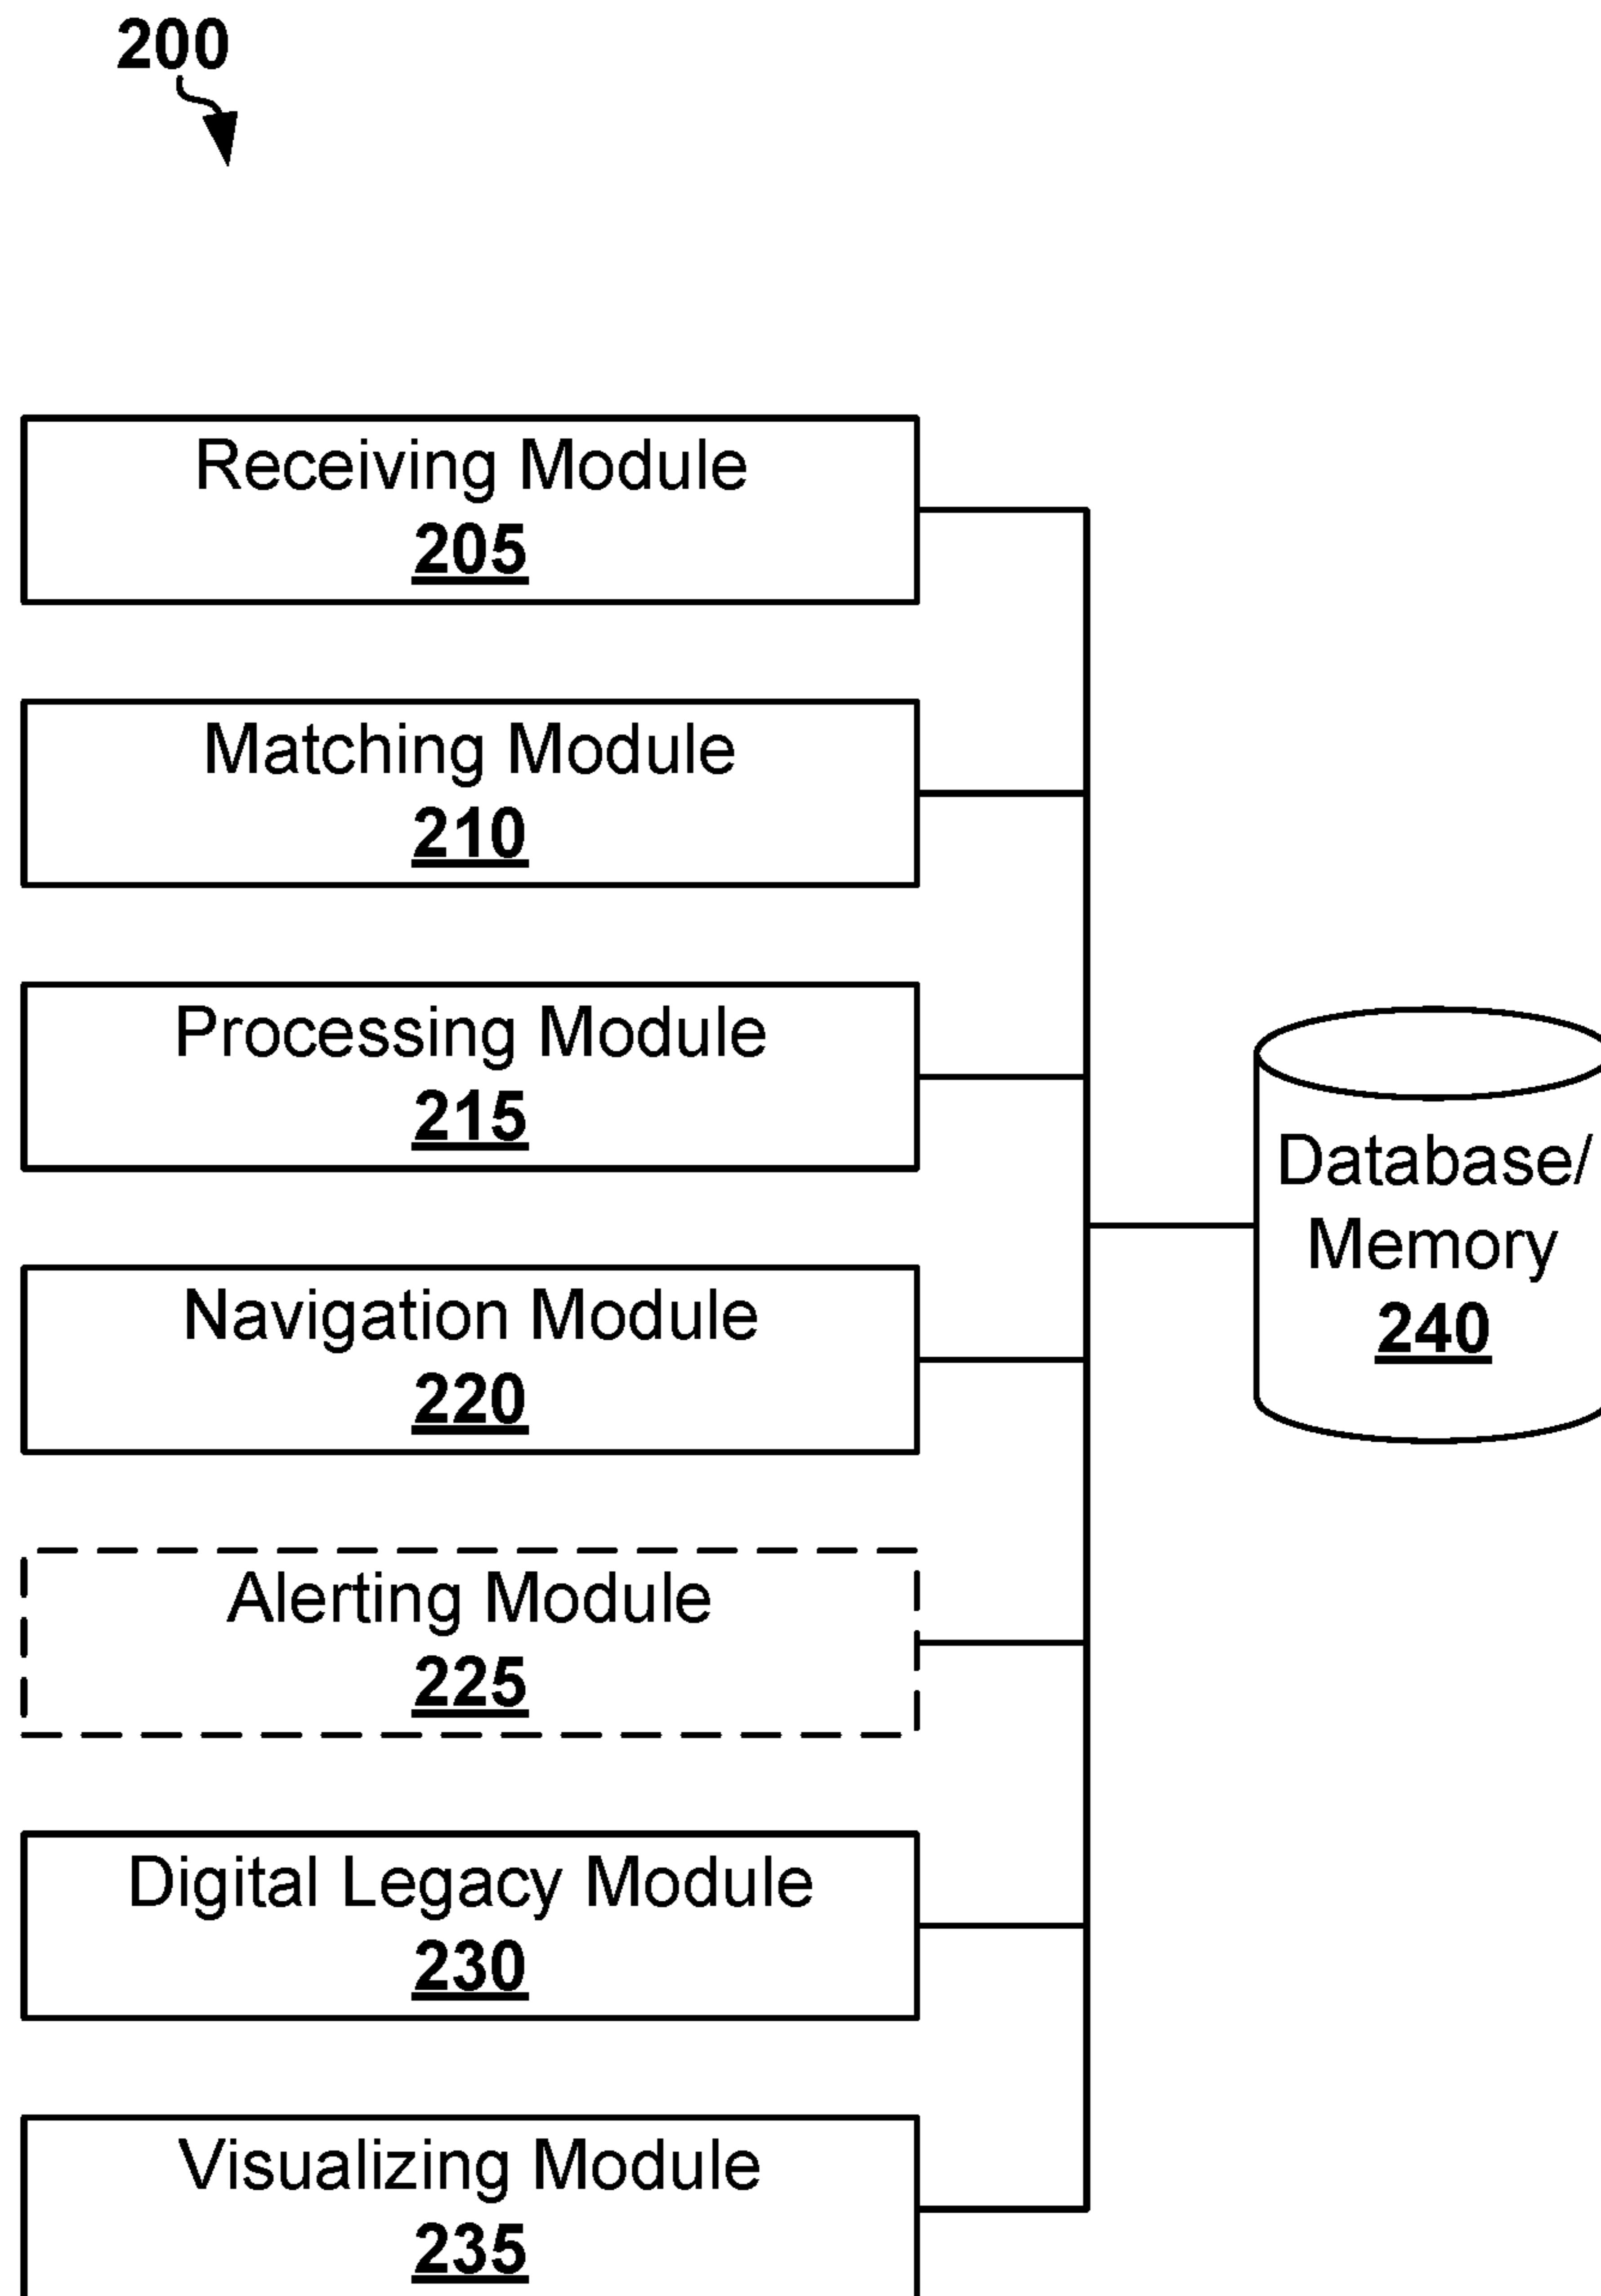 200
Receiving Module
205
Matching Module
210
Processing Module
215
Navigation Module
220
Alerting Module
225
Digital Legacy Module
230
Visualizing Module
235
Database/
Memory
240